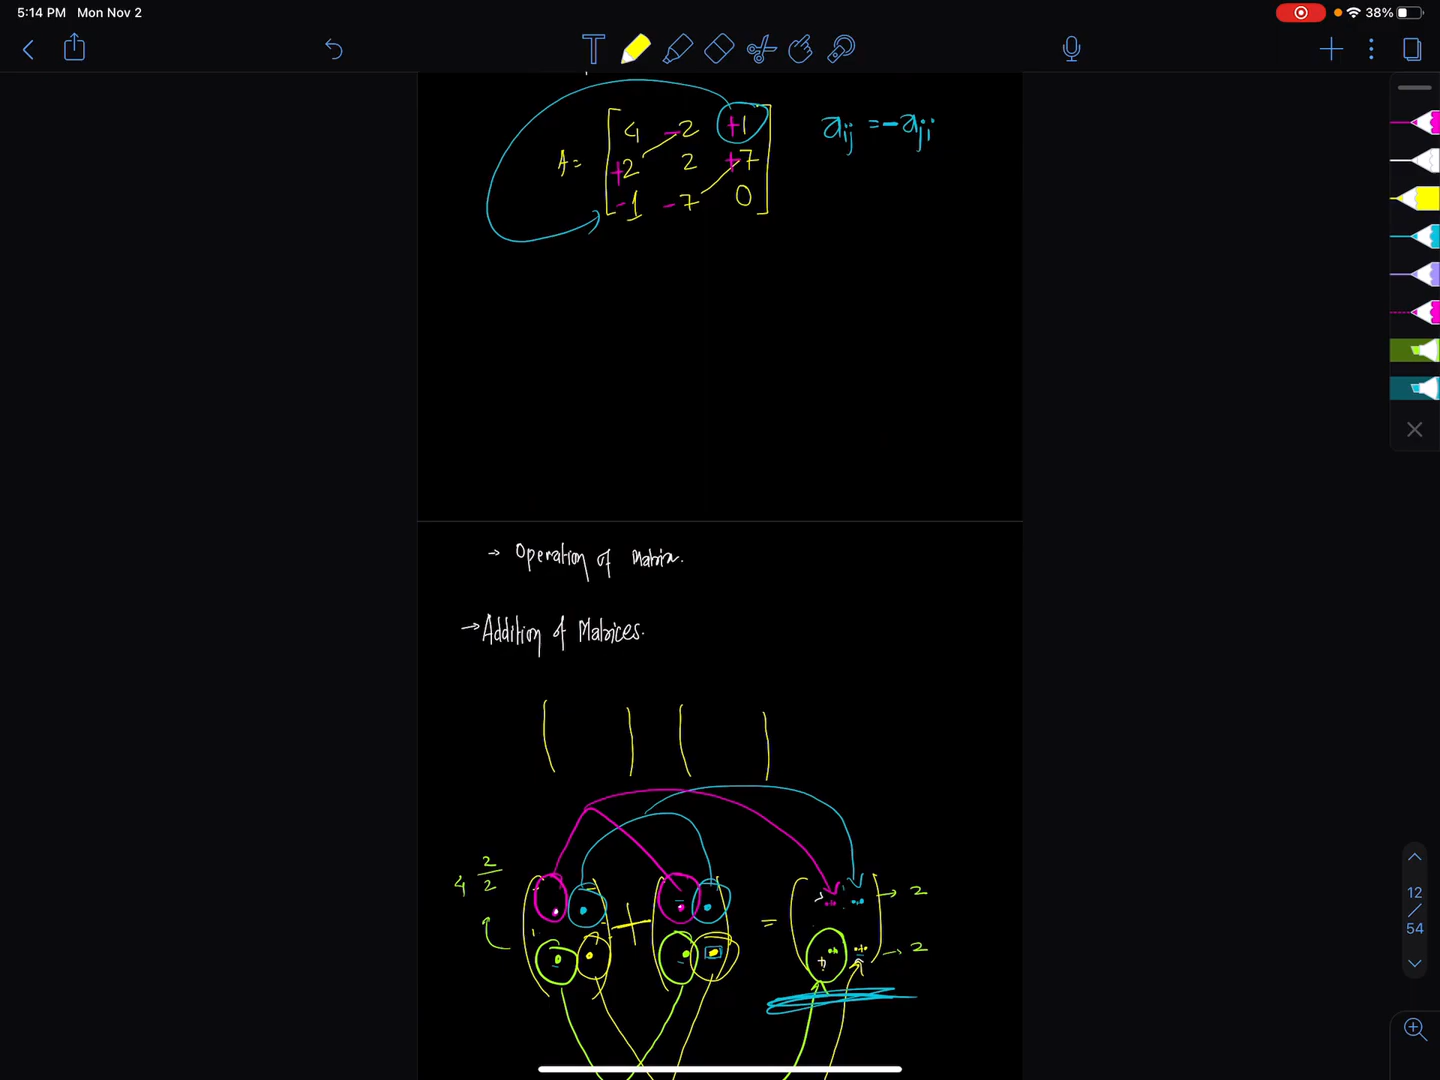 5:14 PM Mon Nov 2
38%
4 -2 +1
A = +2 2 +7
-1 -7 0
aij = -aji
→ Operation of Matrix.
→ Addition of Matrices.
2
4 2
+ = → 2
→ 2
12
54